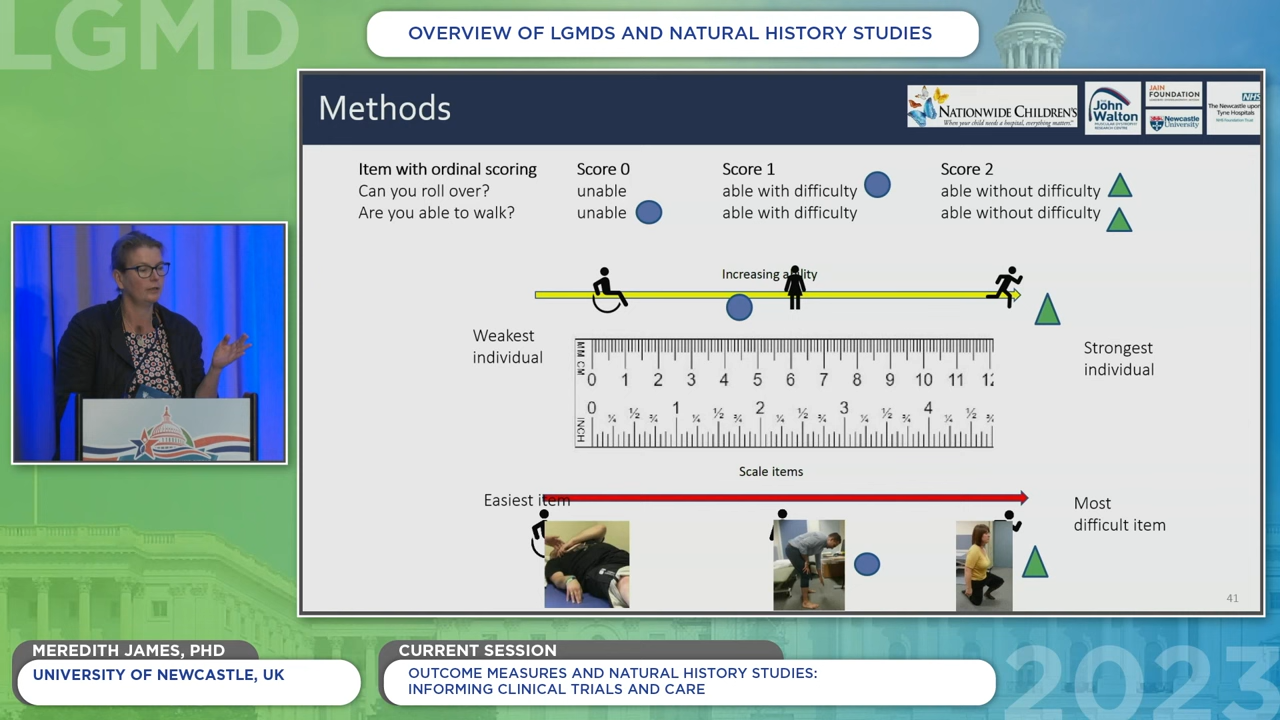 LGMD
OVERVIEW OF LGMDS AND NATURAL HISTORY STUDIES
Methods
NATIONWIDE CHILDREN'S
When your child needs a hospital, everything matters.
The John Walton
JAIN FOUNDATION
Newcastle University
NHS
The Newcastle upon Tyne Hospitals
Item with ordinal scoring Score 0 Score 1 Score 2
Can you roll over? unable able with difficulty able without difficulty
Are you able to walk? unable able with difficulty able without difficulty
Increasing ability
Weakest individual
Strongest individual
MM CM
0 1 2 3 4 5 6 7 8 9 10 11 12
0 ¼ ½ ¾ 1 ¼ ½ ¾ 2 ¼ ½ ¾ 3 ¼ ½ ¾ 4 ¼ ½ ¾
INCH
Scale items
Easiest item
Most difficult item
41
MEREDITH JAMES, PHD
UNIVERSITY OF NEWCASTLE, UK
CURRENT SESSION
OUTCOME MEASURES AND NATURAL HISTORY STUDIES:
INFORMING CLINICAL TRIALS AND CARE
2023